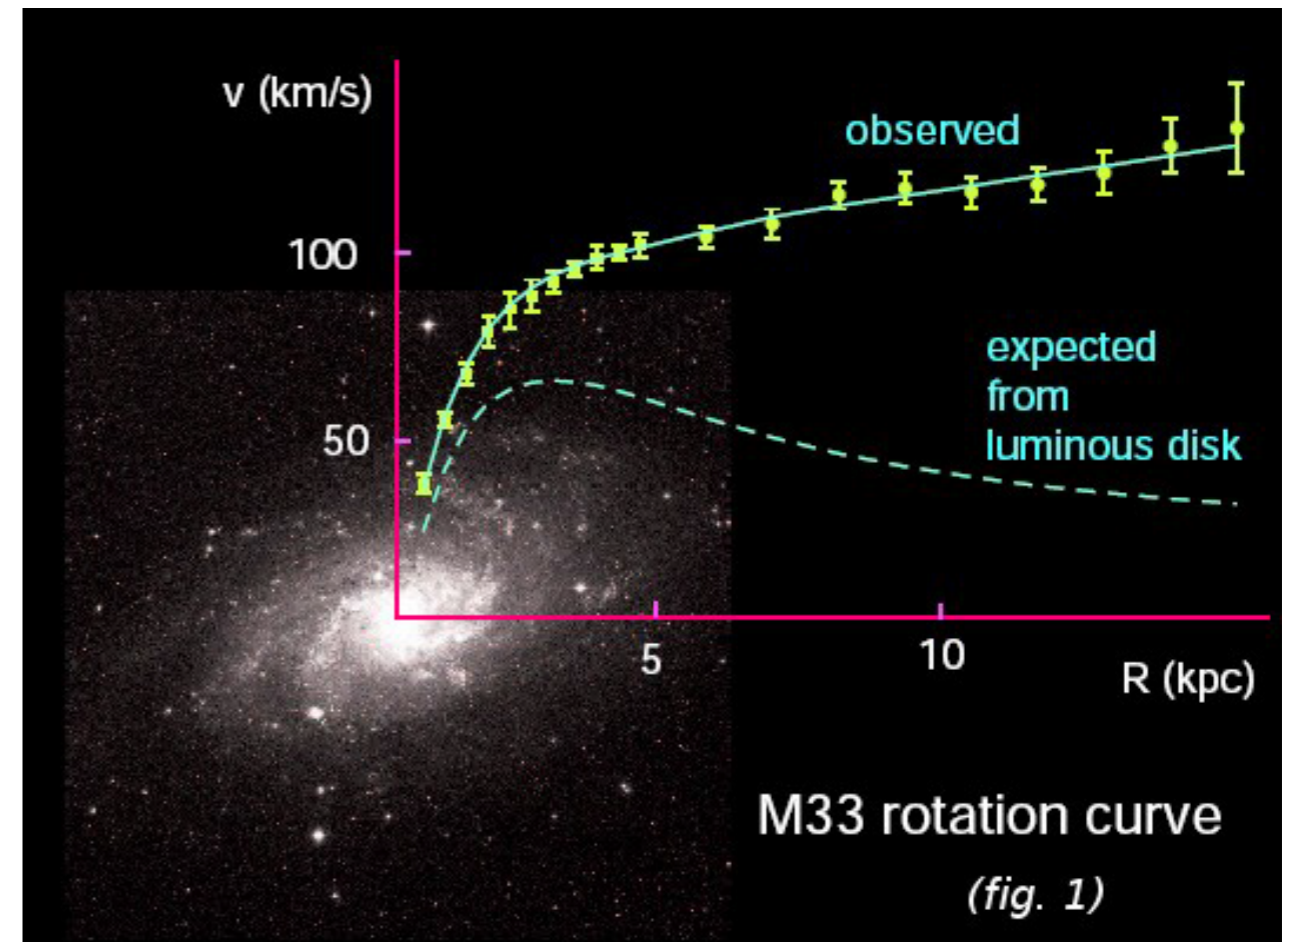 v (km/s)
observed
100
expected
from
luminous disk
50
5
10
R (kpc)
M33 rotation curve
(fig. 1)